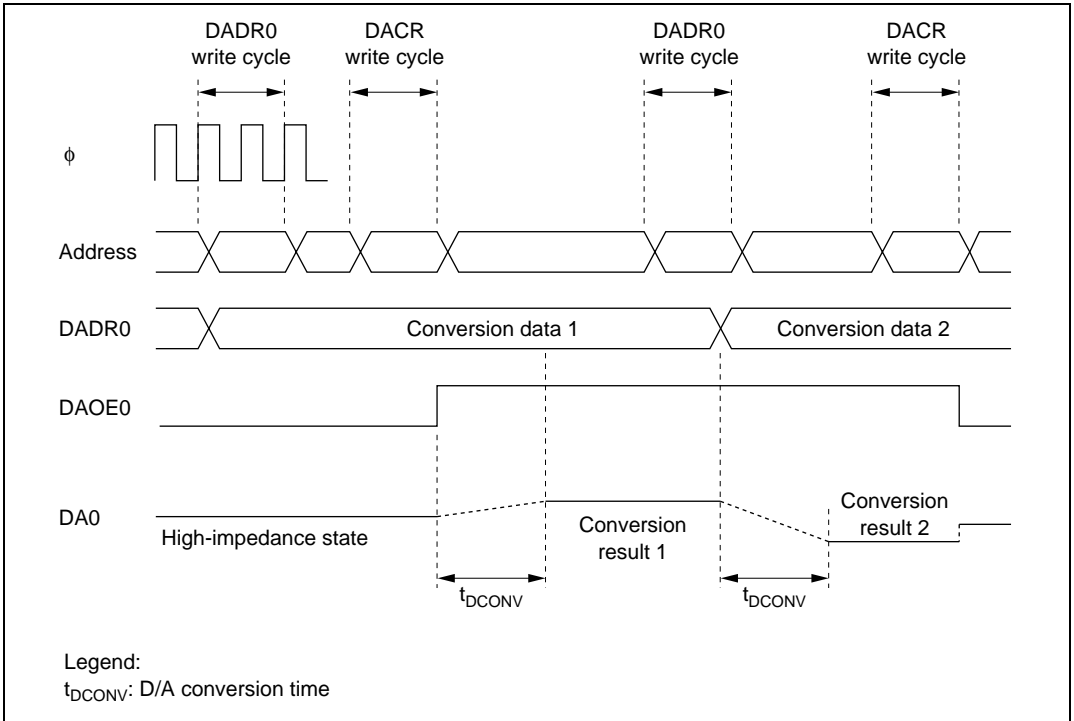 DADR0
write cycle
DACR
write cycle
DADR0
write cycle
DACR
write cycle
ϕ
Address
DADR0
Conversion data 1
Conversion data 2
DAOE0
DA0
High-impedance state
Conversion
result 1
Conversion
result 2
tDCONV
tDCONV
Legend:
tDCONV: D/A conversion time